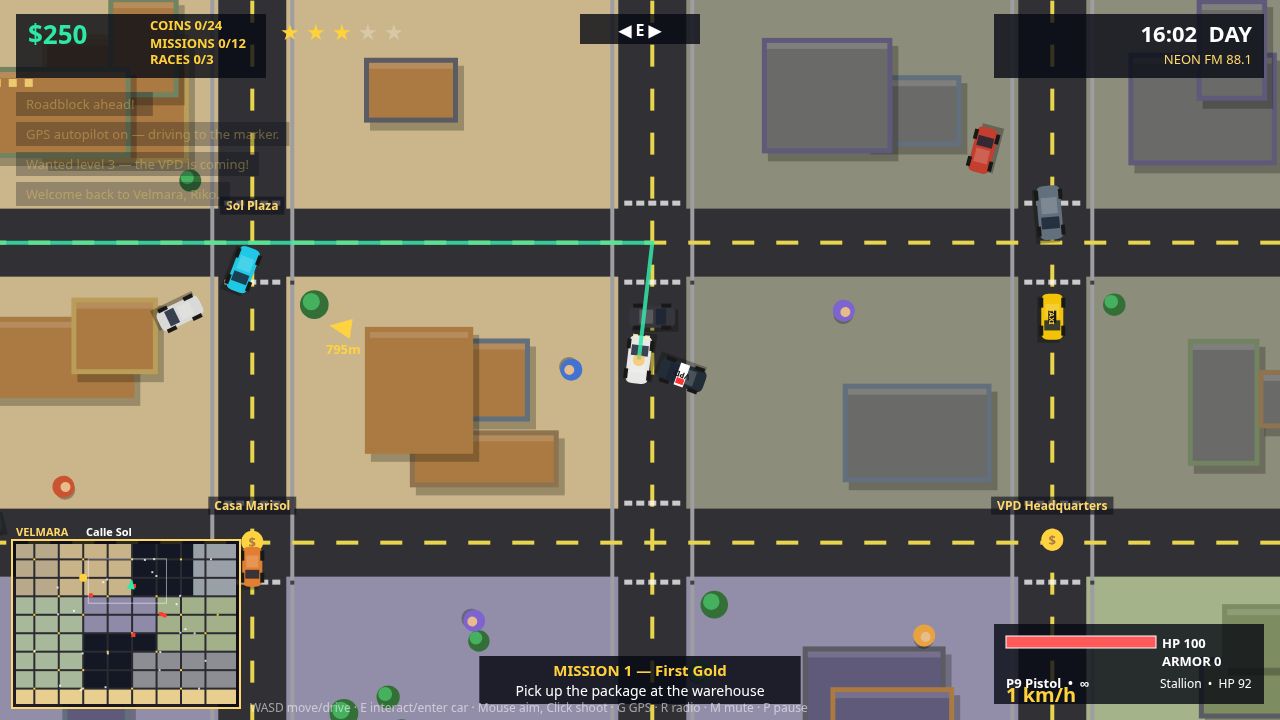 $250
COINS 0/24
MISSIONS 0/12
RACES 0/3
◀ E ▶
16:02 DAY
NEON FM 88.1
Roadblock ahead!
GPS autopilot on — driving to the marker.
Wanted level 3 — the VPD is coming!
Welcome back to Velmara, Riko.
Sol Plaza
795m
TAXI
Casa Marisol
VPD Headquarters
$
$
VELMARA Calle Sol
MISSION 1 — First Gold
Pick up the package at the warehouse
WASD move/drive · E interact/enter car · Mouse aim, Click shoot · G GPS · R radio · M mute · P pause
HP 100
ARMOR 0
P9 Pistol • ∞
Stallion • HP 92
1 km/h